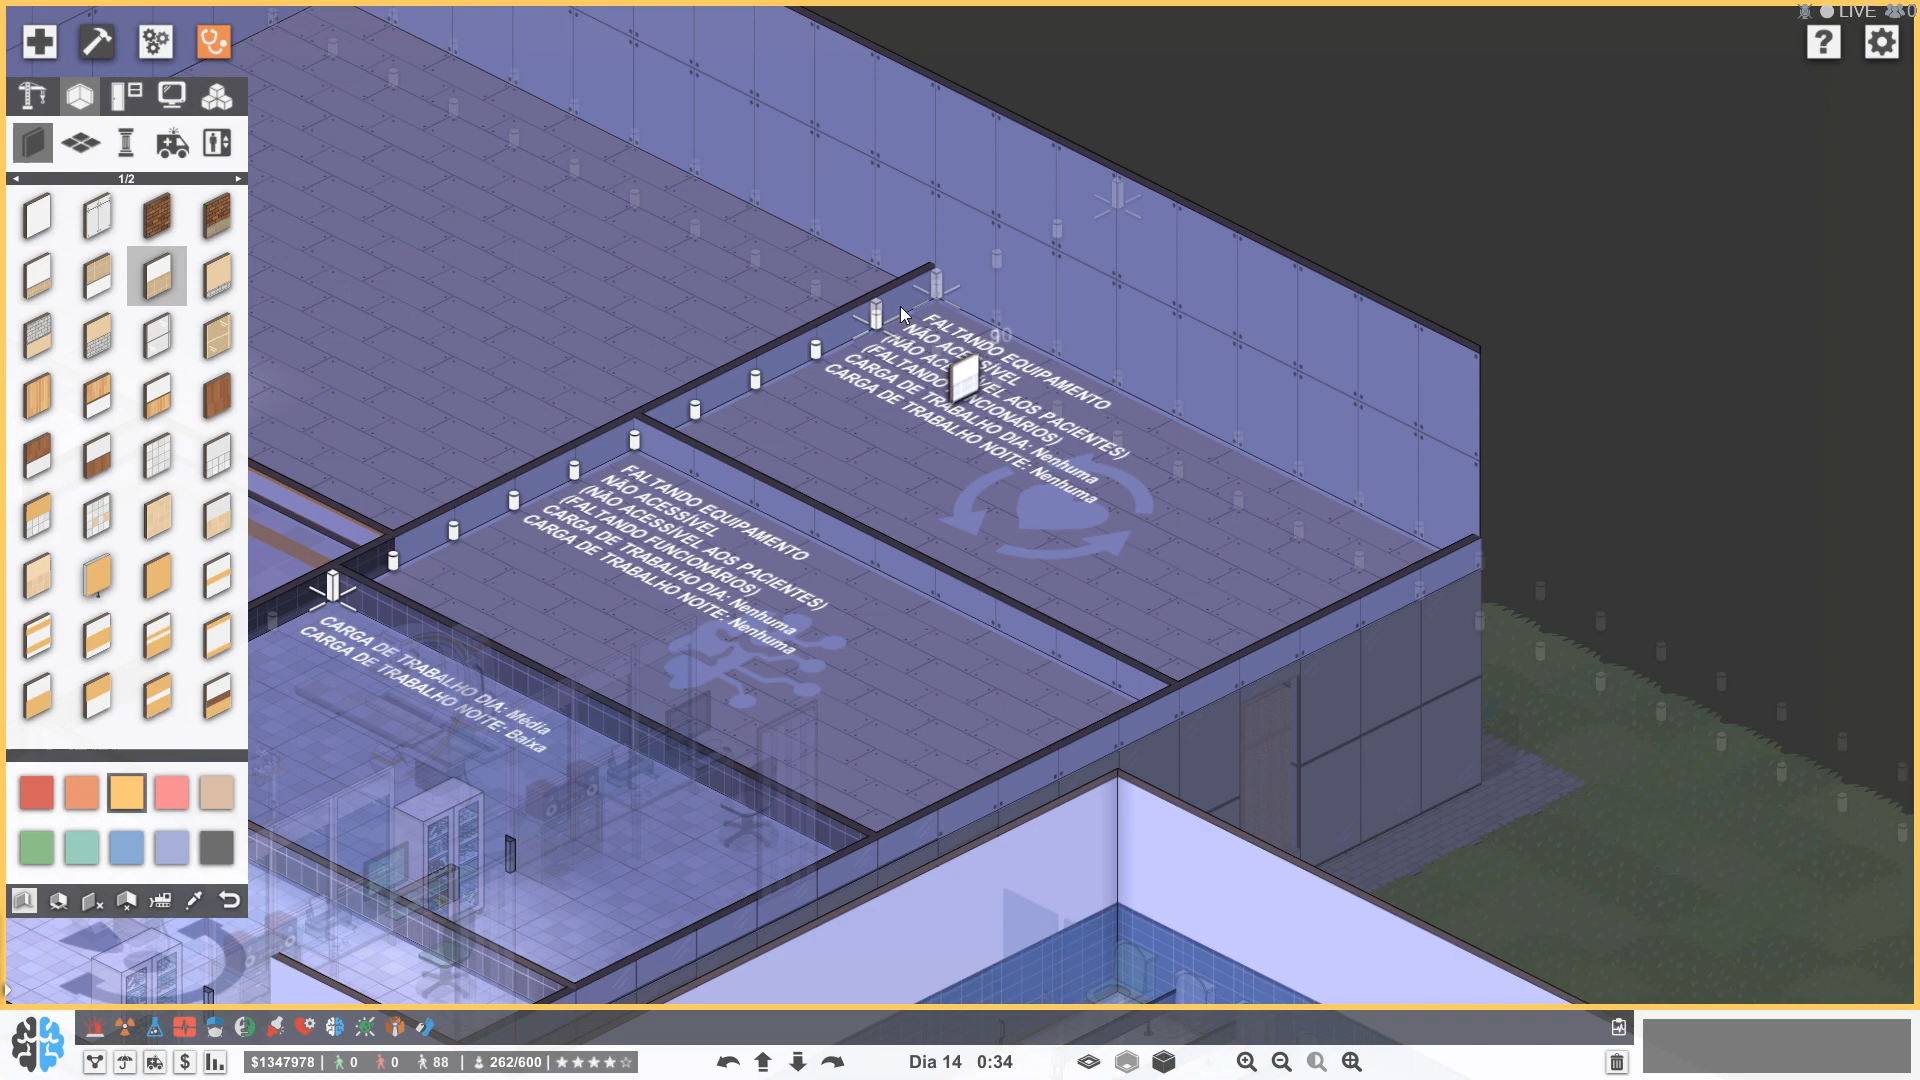 LIVE
0
1/2
90
FALTANDO EQUIPAMENTO
NÃO ACESSÍVEL
(NÃO ACESSÍVEL AOS PACIENTES)
(FALTANDO FUNCIONÁRIOS)
CARGA DE TRABALHO DIA: Nenhuma
CARGA DE TRABALHO NOITE: Nenhuma
FALTANDO EQUIPAMENTO
NÃO ACESSÍVEL
(NÃO ACESSÍVEL AOS PACIENTES)
(FALTANDO FUNCIONÁRIOS)
CARGA DE TRABALHO DIA: Nenhuma
CARGA DE TRABALHO NOITE: Nenhuma
CARGA DE TRABALHO DIA: Média
CARGA DE TRABALHO NOITE: Baixa
$1347978 | 0 0 88 | 262/600 |
Dia 14 0:34